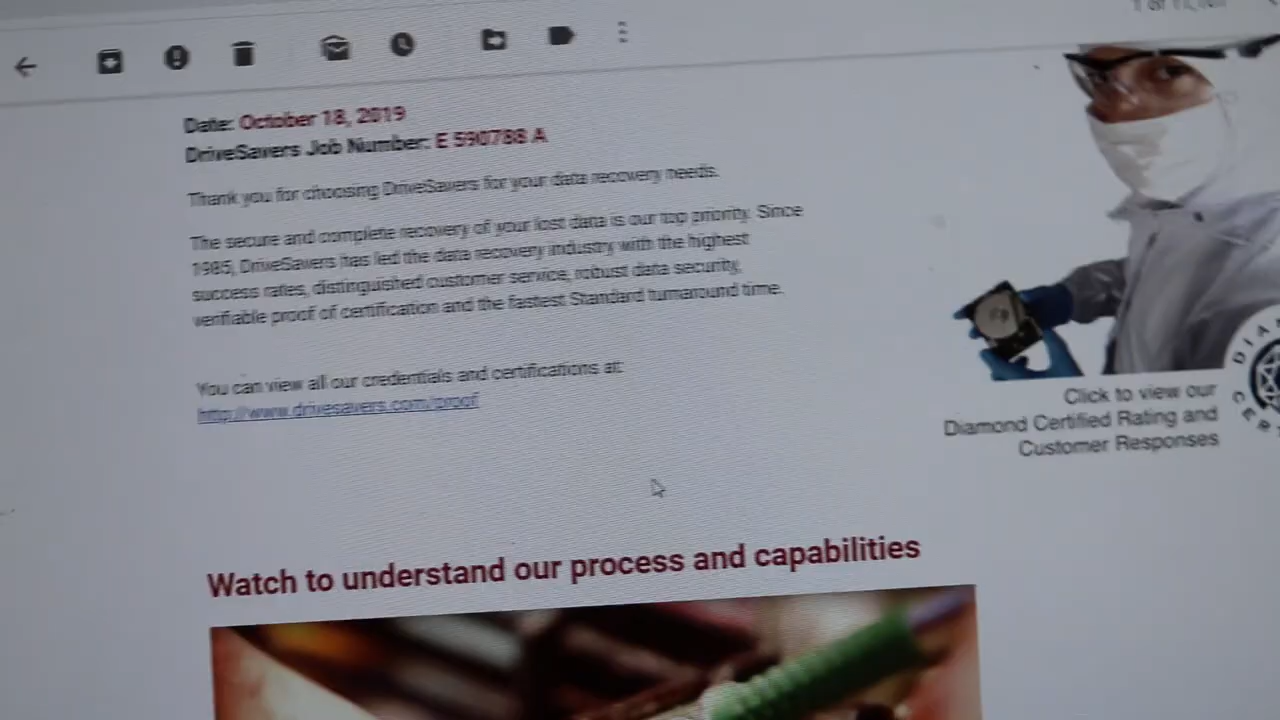 Date: October 18, 2019
DriveSavers Job Number: E 590788 A
Thank you for choosing DriveSavers for your data recovery needs.
The secure and complete recovery of your lost data is our top priority. Since
1985, DriveSavers has led the data recovery industry with the highest
success rates, distinguished customer service, robust data security,
verifiable proof of certification and the fastest Standard turnaround time.
You can view all our credentials and certifications at:
http://www.drivesavers.com/proof
Click to view our
Diamond Certified Rating and
Customer Responses
Watch to understand our process and capabilities